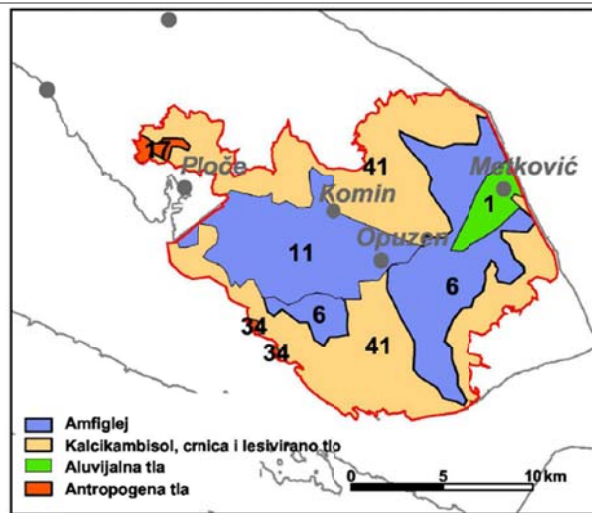 17
Ploče
41
Metković
1
Komin
11
Opuzen
6
6
34
34
41
Amfiglej
Kalcikambisol, crnica i lesivirano tlo
Aluvijalna tla
Antropogena tla
0 5 10 km